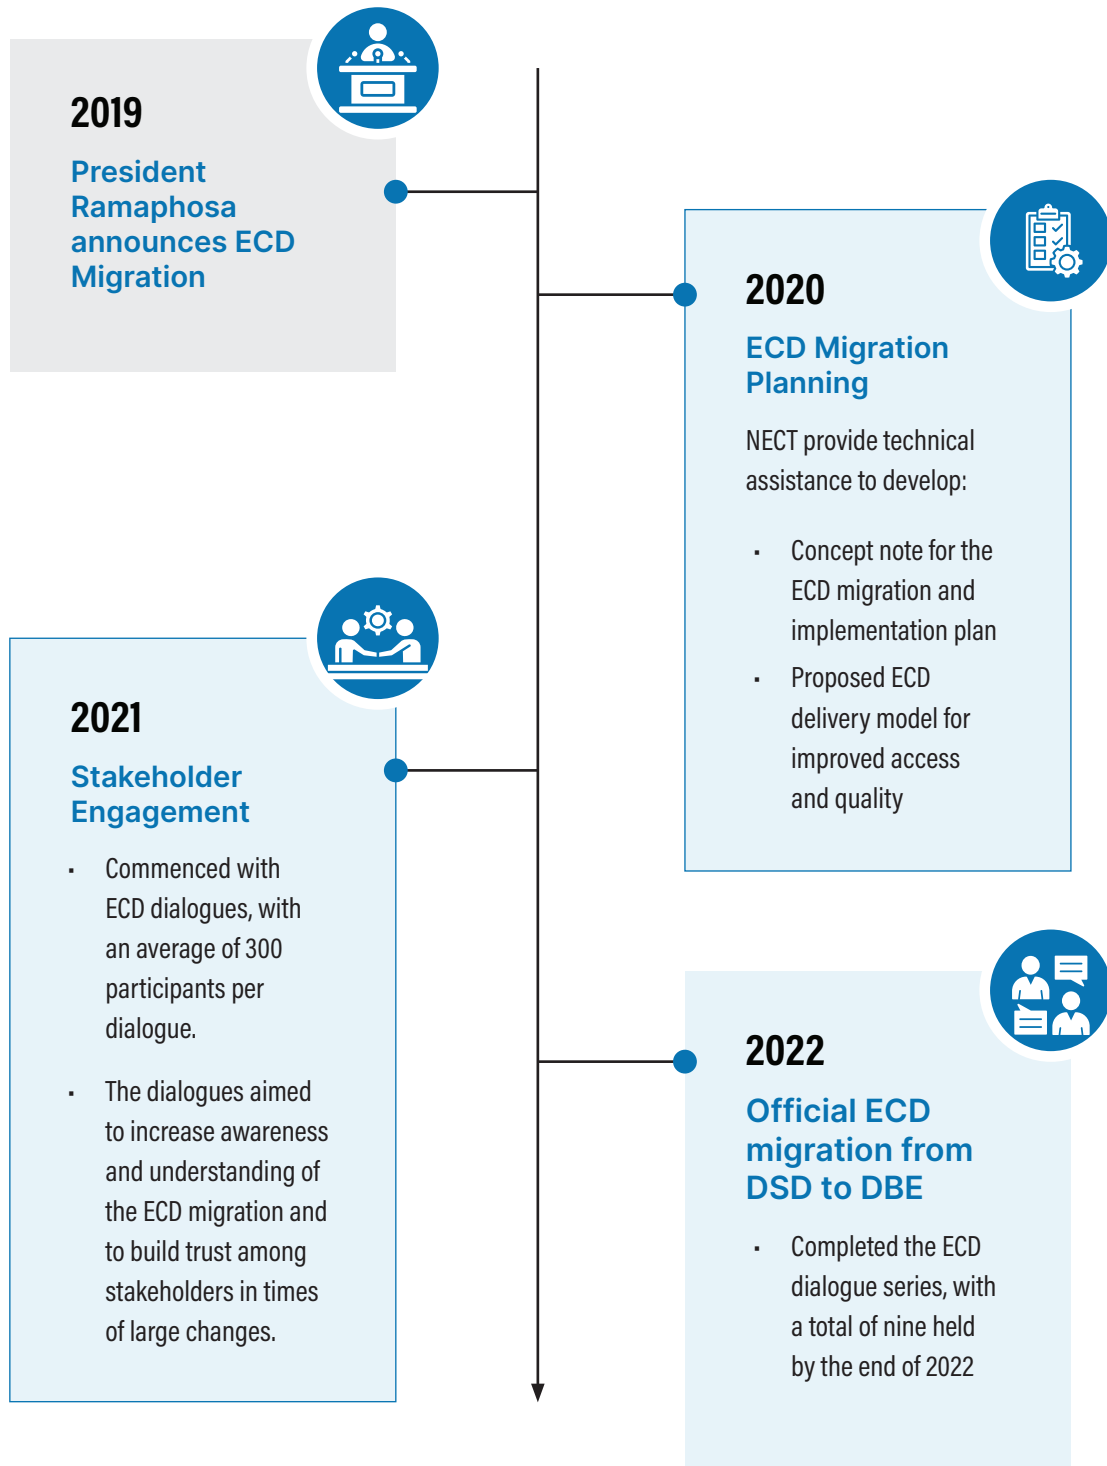 2019
President
Ramaphosa
announces ECD
Migration
2020
ECD Migration
Planning
NECT provide technical
assistance to develop:
• Concept note for the
ECD migration and
implementation plan
• Proposed ECD
delivery model for
improved access
and quality
2021
Stakeholder
Engagement
• Commenced with
ECD dialogues, with
an average of 300
participants per
dialogue.
• The dialogues aimed
to increase awareness
and understanding of
the ECD migration and
to build trust among
stakeholders in times
of large changes.
2022
Official ECD
migration from
DSD to DBE
• Completed the ECD
dialogue series, with
a total of nine held
by the end of 2022